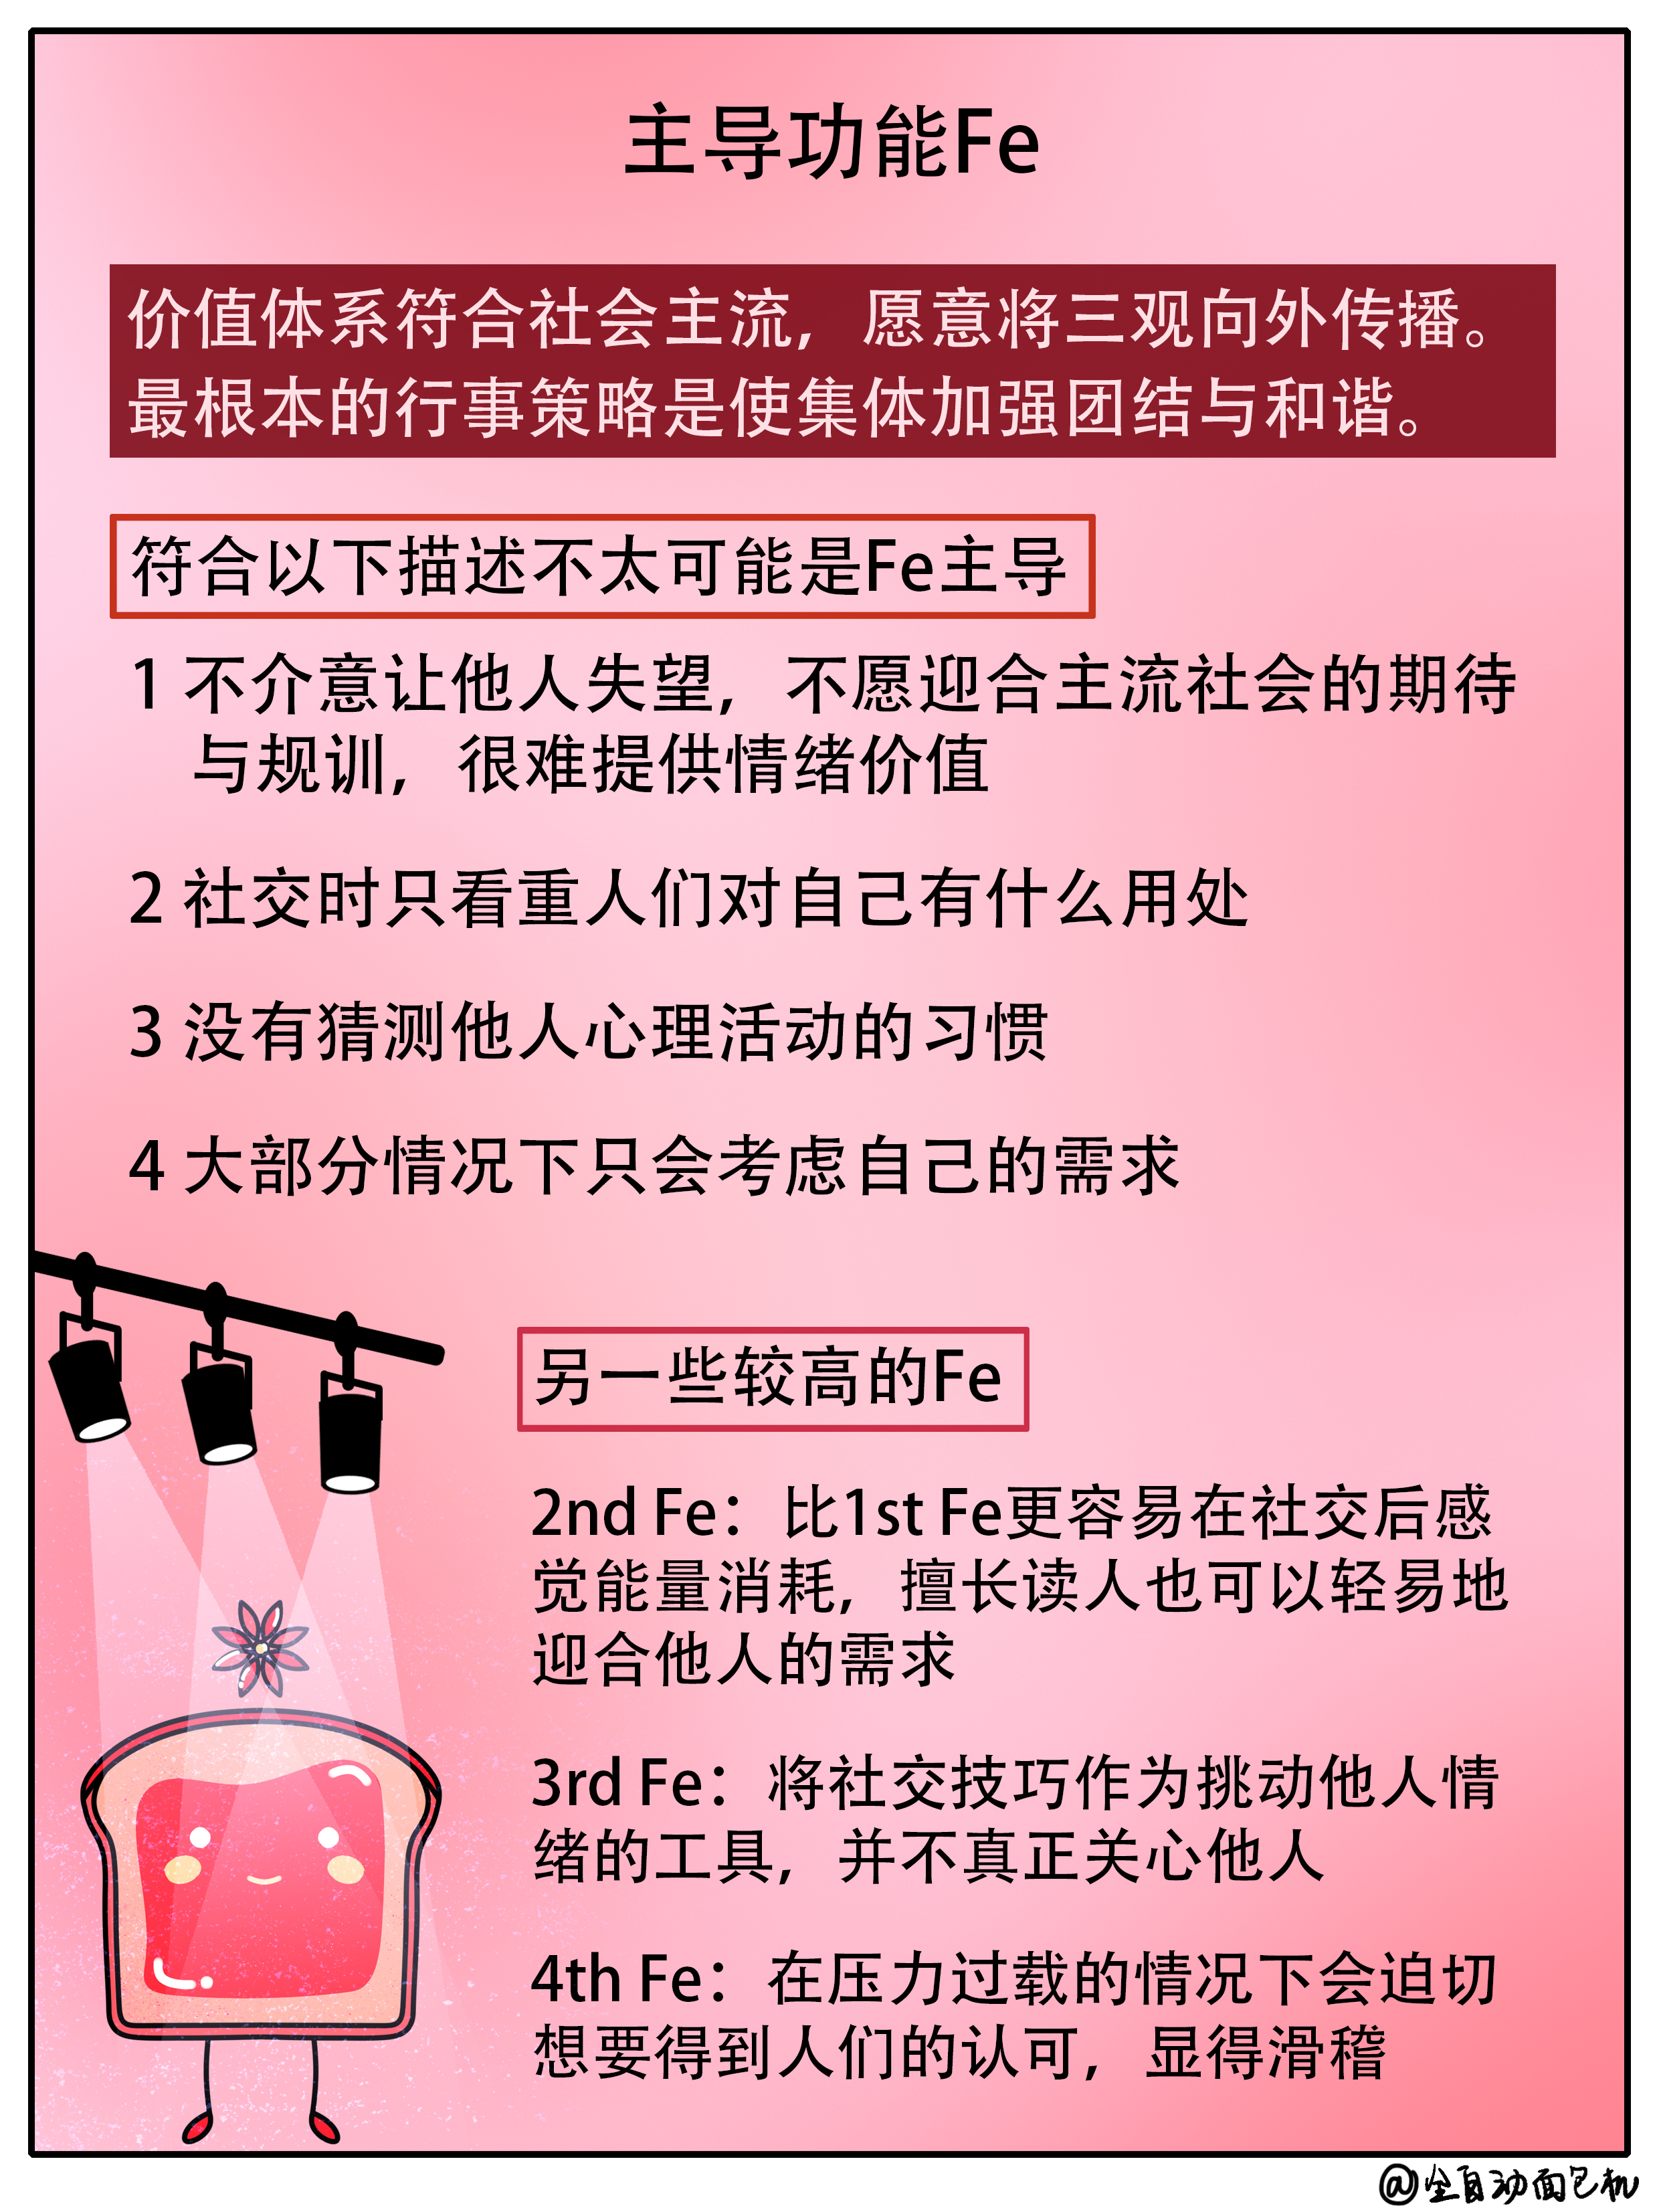 主导功能Fe
价值体系符合社会主流，愿意将三观向外传播。
最根本的行事策略是使集体加强团结与和谐。
符合以下描述不太可能是Fe主导
1 不介意让他人失望，不愿迎合主流社会的期待
与规训，很难提供情绪价值
2 社交时只看重人们对自己有什么用处
3 没有猜测他人心理活动的习惯
4 大部分情况下只会考虑自己的需求
另一些较高的Fe
2nd Fe：比1st Fe更容易在社交后感
觉能量消耗，擅长读人也可以轻易地
迎合他人的需求
3rd Fe：将社交技巧作为挑动他人情
绪的工具，并不真正关心他人
4th Fe：在压力过载的情况下会迫切
想要得到人们的认可，显得滑稽
@全自动面包机